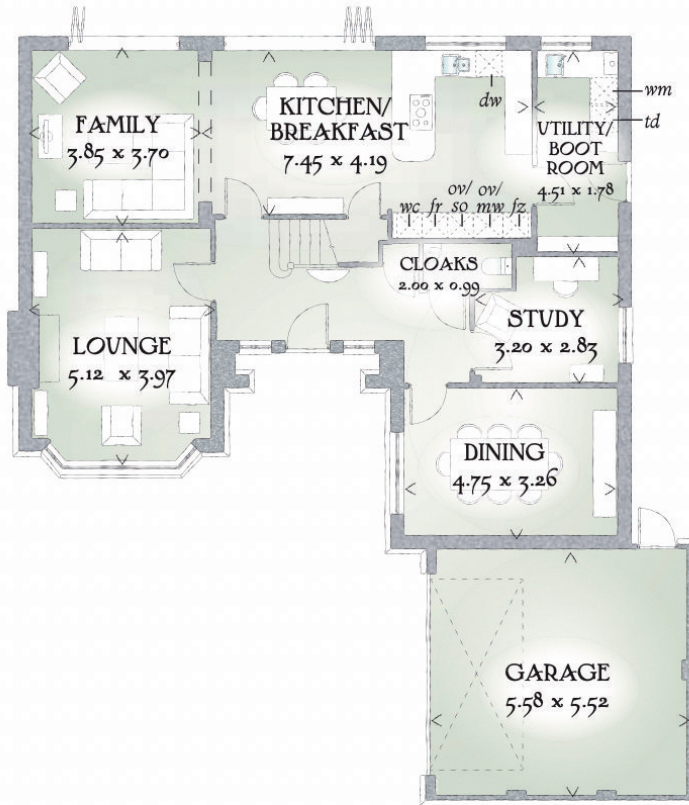 FAMILY
3.85 x 3.70
KITCHEN/
BREAKFAST
7.45 x 4.19
dw
wm
td
UTILITY/
BOOT
ROOM
4.51 x 1.78
ov/ ov/
wc fr so mw fz
CLOAKS
2.00 x 0.99
LOUNGE
5.12 x 3.97
STUDY
3.20 x 2.83
DINING
4.75 x 3.26
GARAGE
5.58 x 5.52